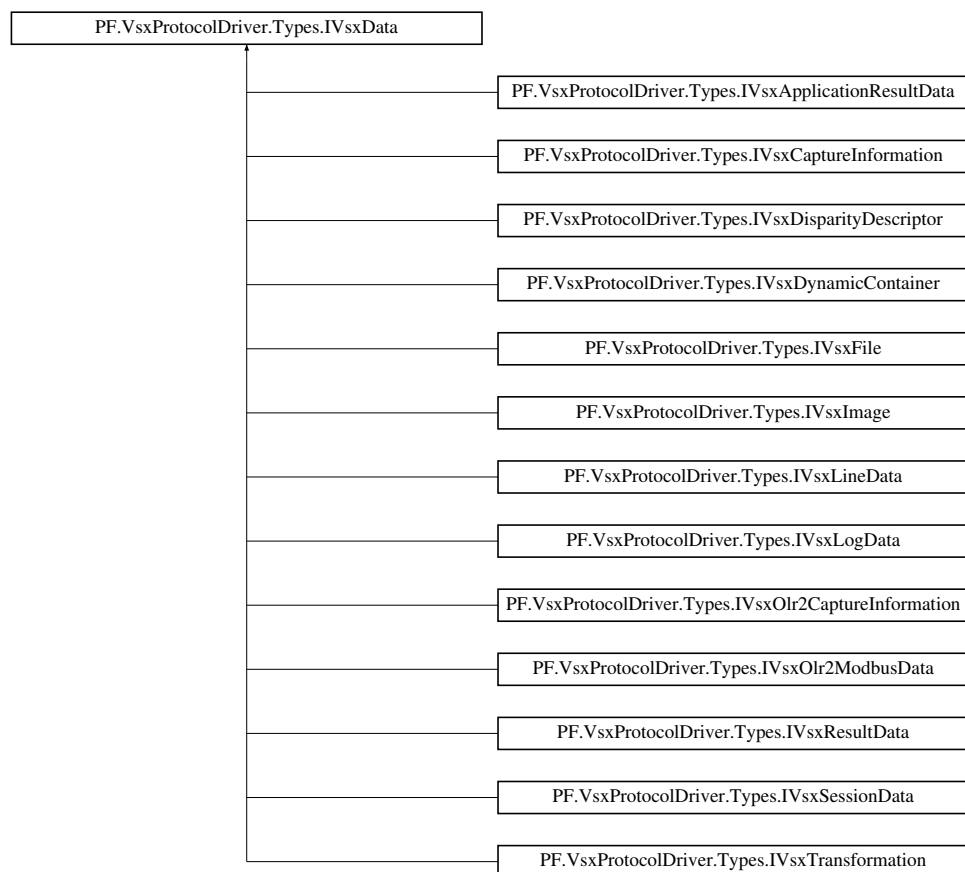 PF.VsxProtocolDriver.Types.IVsxData
PF.VsxProtocolDriver.Types.IVsxApplicationResultData
PF.VsxProtocolDriver.Types.IVsxCaptureInformation
PF.VsxProtocolDriver.Types.IVsxDisparityDescriptor
PF.VsxProtocolDriver.Types.IVsxDynamicContainer
PF.VsxProtocolDriver.Types.IVsxFile
PF.VsxProtocolDriver.Types.IVsxImage
PF.VsxProtocolDriver.Types.IVsxLineData
PF.VsxProtocolDriver.Types.IVsxLogData
PF.VsxProtocolDriver.Types.IVsxOlr2CaptureInformation
PF.VsxProtocolDriver.Types.IVsxOlr2ModbusData
PF.VsxProtocolDriver.Types.IVsxResultData
PF.VsxProtocolDriver.Types.IVsxSessionData
PF.VsxProtocolDriver.Types.IVsxTransformation